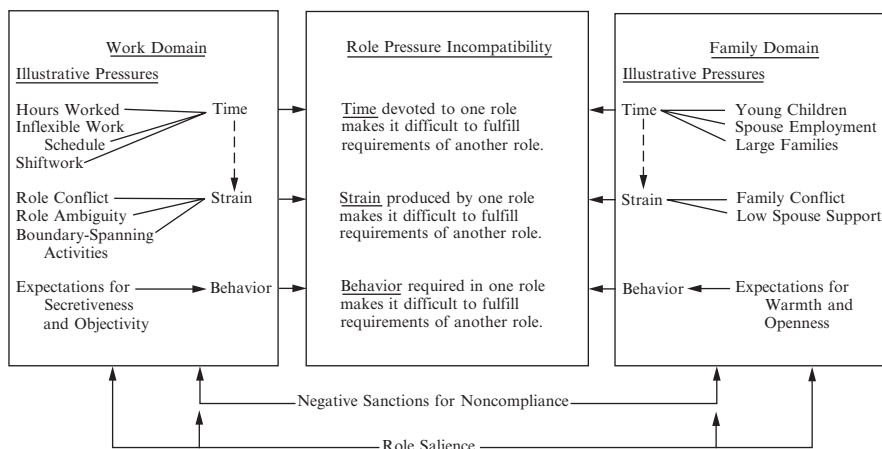 Work Domain
Illustrative Pressures
Hours Worked
Inflexible Work
Schedule
Shiftwork
Time
Role Conflict
Role Ambiguity
Boundary-Spanning
Activities
Strain
Expectations for
Secretiveness
and Objectivity
Behavior
Role Pressure Incompatibility
Time devoted to one role
makes it difficult to fulfill
requirements of another role.
Strain produced by one role
makes it difficult to fulfill
requirements of another role.
Behavior required in one role
makes it difficult to fulfill
requirements of another role.
Family Domain
Illustrative Pressures
Time
Young Children
Spouse Employment
Large Families
Strain
Family Conflict
Low Spouse Support
Behavior
Expectations for
Warmth and
Openness
Negative Sanctions for Noncompliance
Role Salience